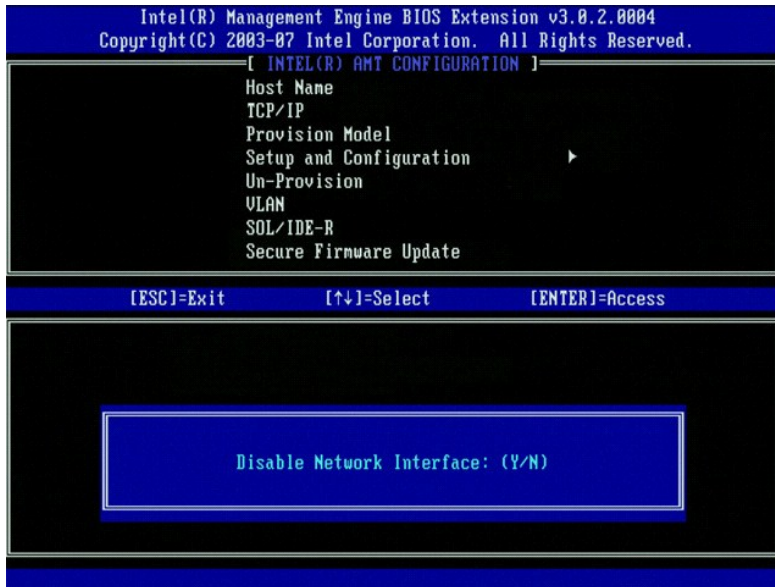 Intel(R) Management Engine BIOS Extension v3.0.2.0004
Copyright(C) 2003-07 Intel Corporation. All Rights Reserved.
[ INTEL(R) AMT CONFIGURATION ]
Host Name
TCP/IP
Provision Model
Setup and Configuration ►
Un-Provision
VLAN
SOL/IDE-R
Secure Firmware Update
[ESC]=Exit [↑↓]=Select [ENTER]=Access
Disable Network Interface: (Y/N)